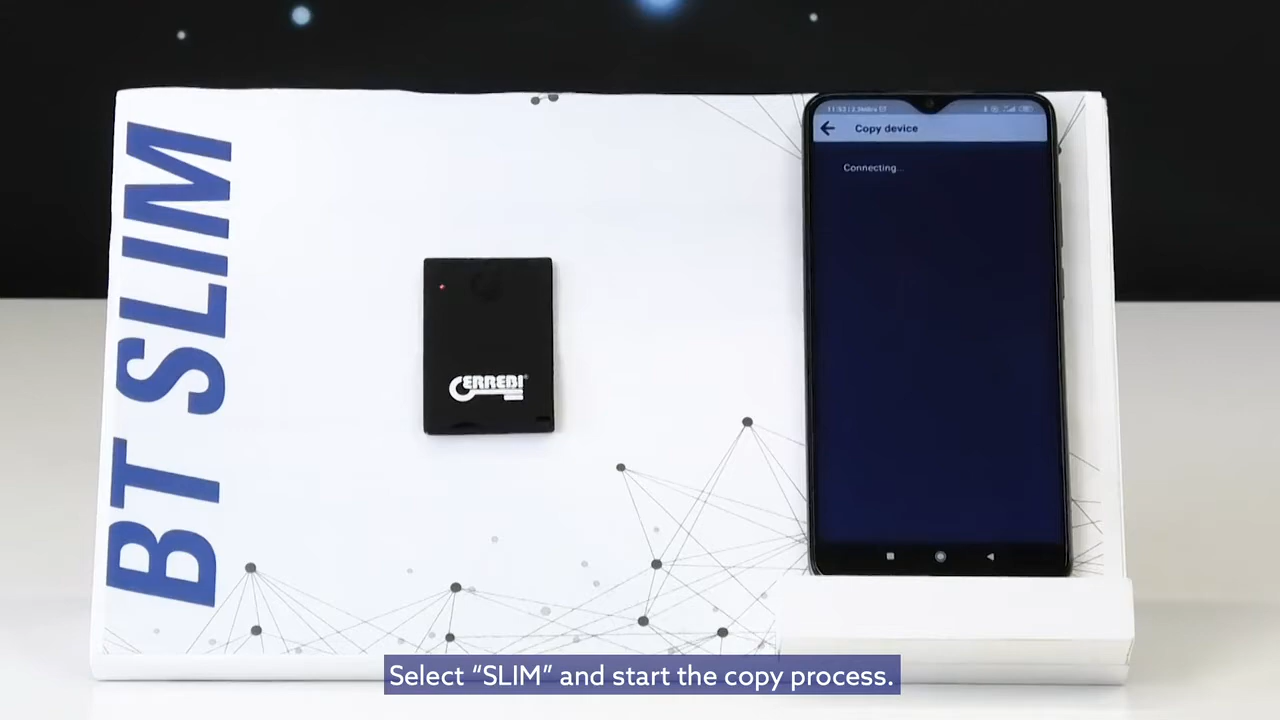 BT SLIM
ERREBI
Copy device
Connecting...
Select “SLIM” and start the copy process.